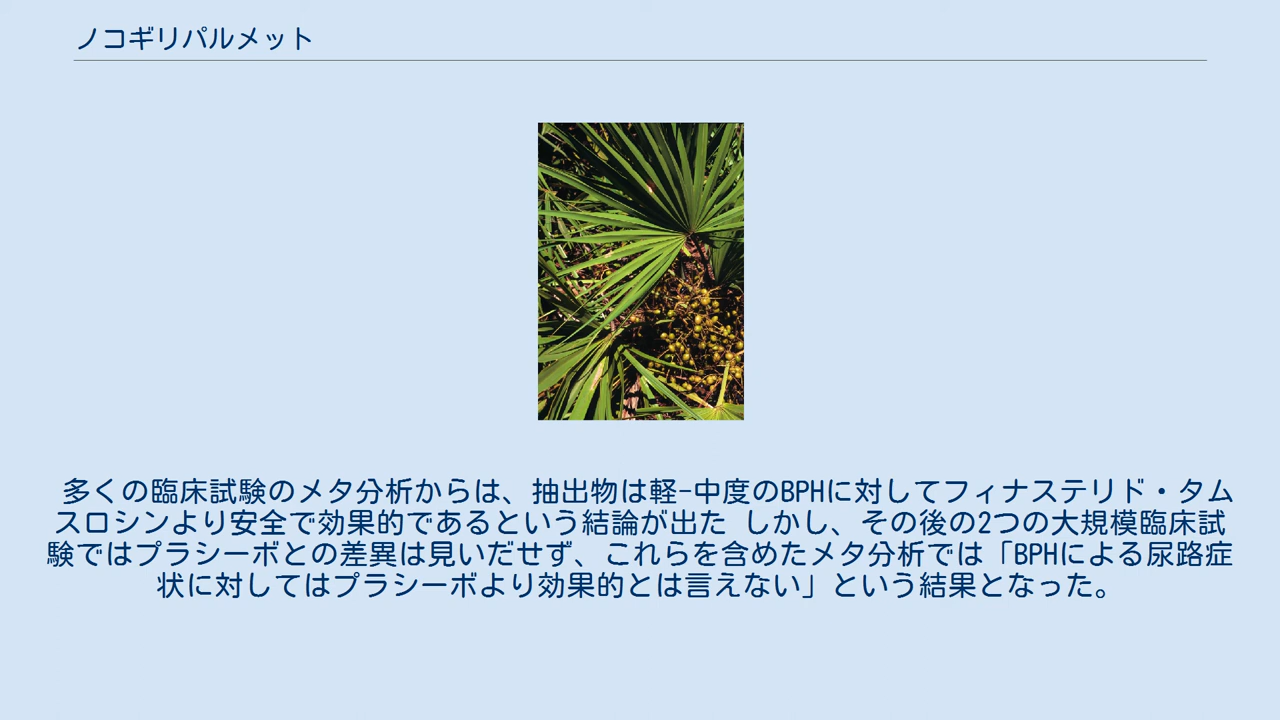 ノコギリパルメット
多くの臨床試験のメタ分析からは、抽出物は軽-中度のBPHに対してフィナステリド・タム
スロシンより安全で効果的であるという結論が出た しかし、その後の2つの大規模臨床試
験ではプラシーボとの差異は見いだせず、これらを含めたメタ分析では「BPHによる尿路症
状に対してはプラシーボより効果的とは言えない」という結果となった。